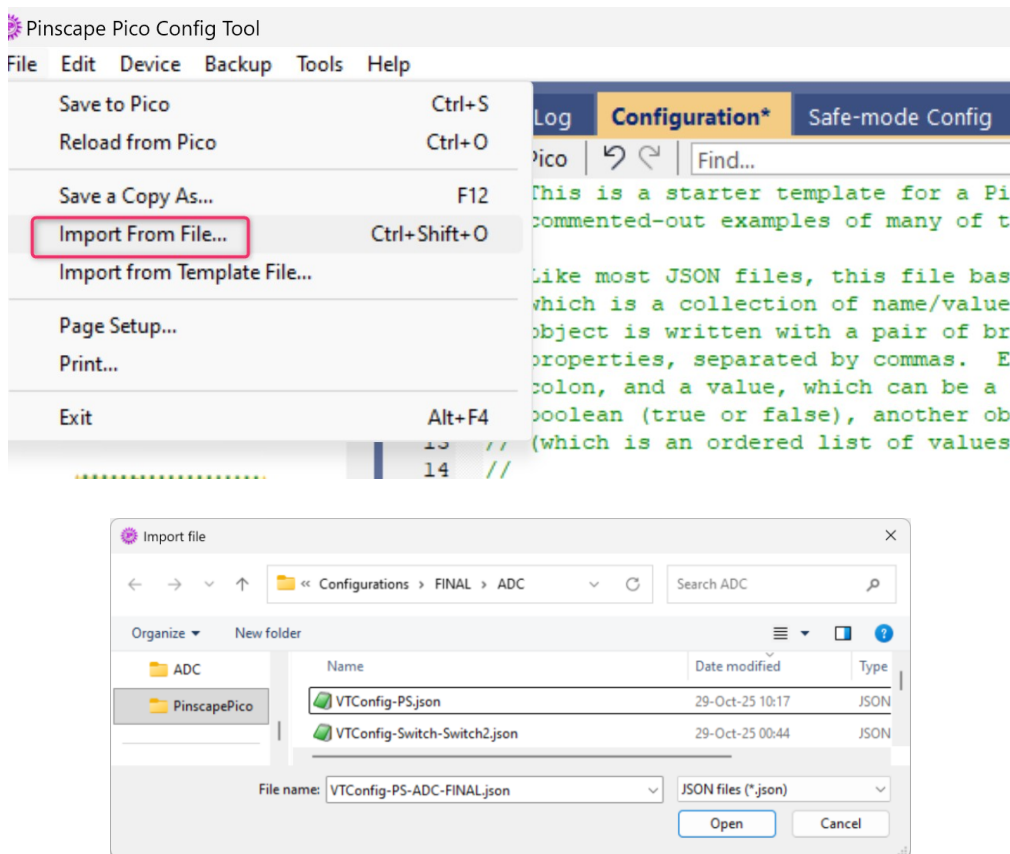 Pinscape Pico Config Tool
File Edit Device Backup Tools Help
Save to Pico Ctrl+S
Reload from Pico Ctrl+O
Save a Copy As... F12
Import From File... Ctrl+Shift+O
Import from Template File...
Page Setup...
Print...
Exit Alt+F4
Log Configuration* Safe-mode Config
Pico Find...
This is a starter template for a Pi
commented-out examples of many of t
Like most JSON files, this file bas
which is a collection of name/value
object is written with a pair of br
properties, separated by commas. E
colon, and a value, which can be a
boolean (true or false), another ob
13 // (which is an ordered list of values
14 //
Import file
« Configurations › FINAL › ADC Search ADC
Organize New folder
Name Date modified Type
ADC
PinscapePico
VTConfig-PS.json 29-Oct-25 10:17 JSON
VTConfig-Switch-Switch2.json 29-Oct-25 00:44 JSON
File name: VTConfig-PS-ADC-FINAL.json JSON files (*.json)
Open Cancel